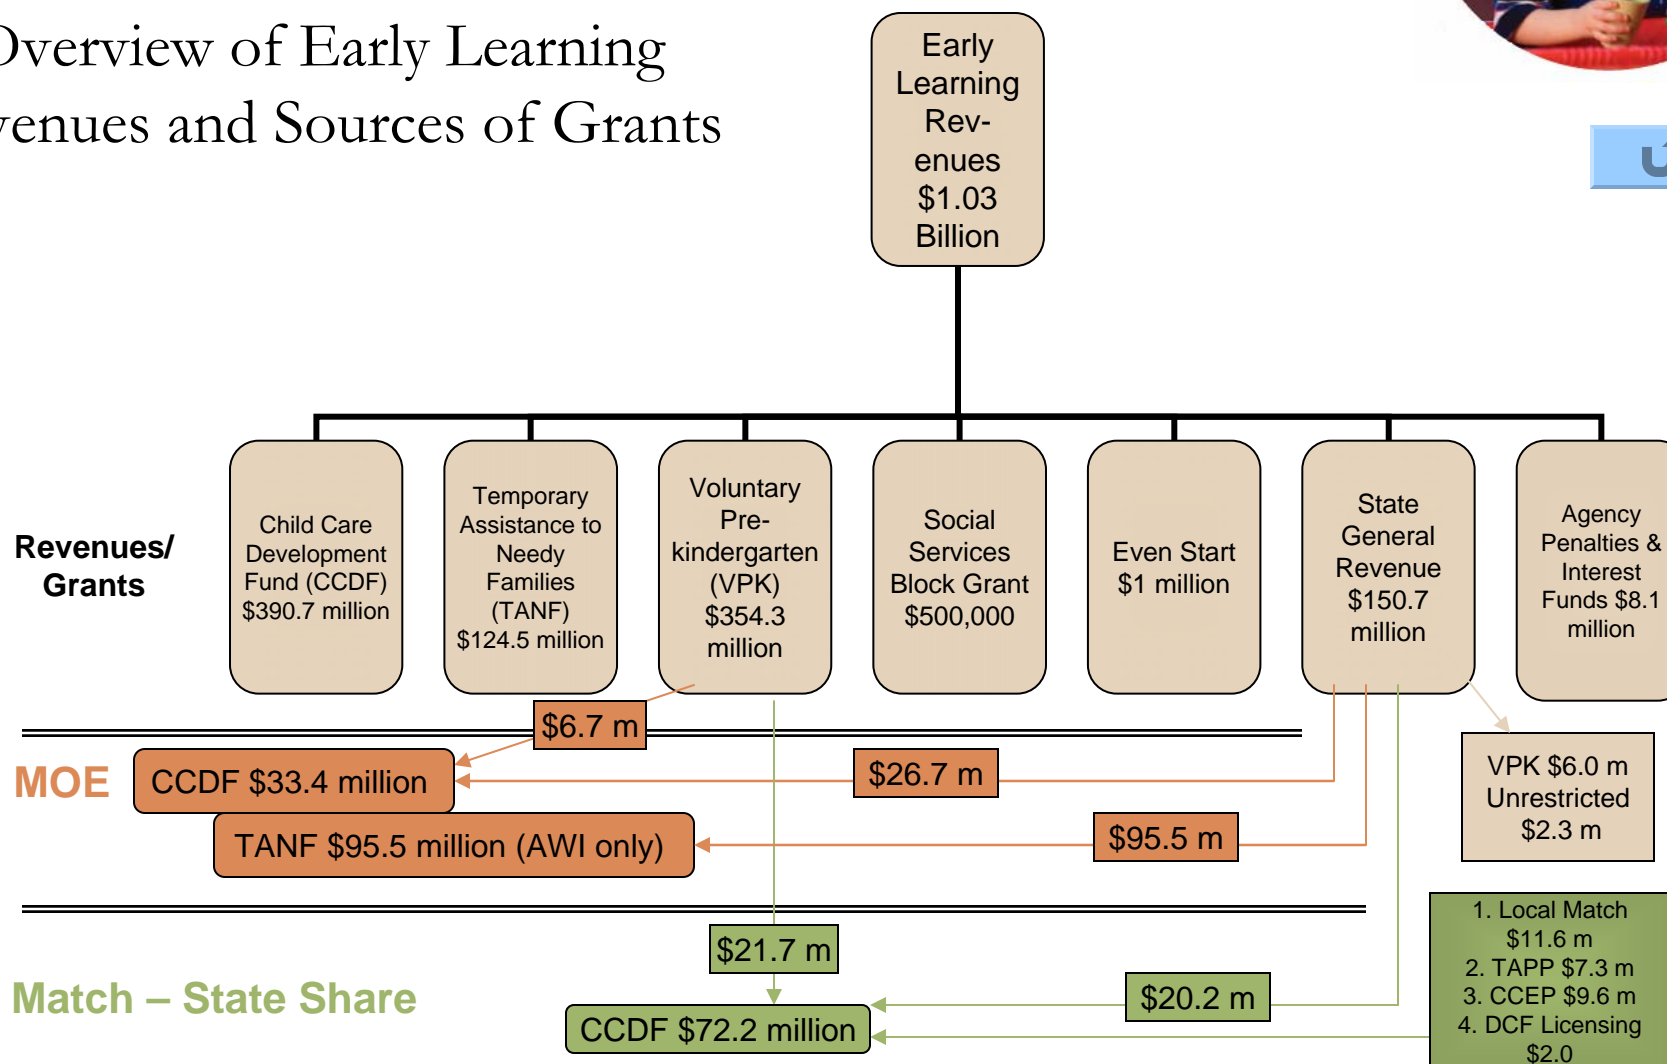 Overview of Early Learning
venues and Sources of Grants
Early
Learning
Rev-
enues
$1.03
Billion
Revenues/
Grants
Child Care
Development
Fund (CCDF)
$390.7 million
Temporary
Assistance to
Needy
Families
(TANF)
$124.5 million
Voluntary
Pre-
kindergarten
(VPK)
$354.3
million
Social
Services
Block Grant
$500,000
Even Start
$1 million
State
General
Revenue
$150.7
million
Agency
Penalties &
Interest
Funds $8.1
million
$6.7 m
MOE
CCDF $33.4 million
$26.7 m
VPK $6.0 m
Unrestricted
$2.3 m
TANF $95.5 million (AWI only)
$95.5 m
Match – State Share
$21.7 m
CCDF $72.2 million
$20.2 m
1. Local Match
$11.6 m
2. TAPP $7.3 m
3. CCEP $9.6 m
4. DCF Licensing
$2.0